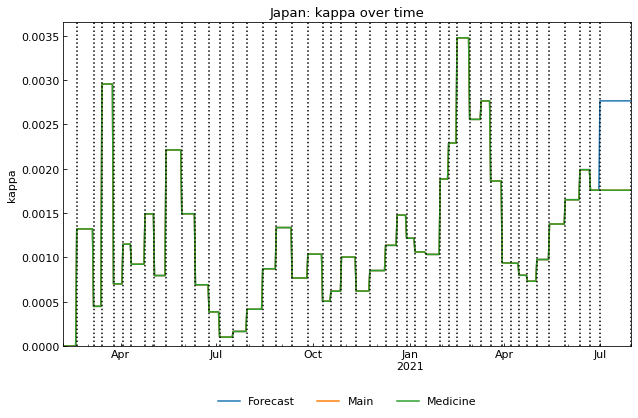 Japan: kappa over time
0.0035
0.0030
0.0025
0.0020
0.0015
0.0010
0.0005
0.0000
kappa
Apr Jul Oct Jan Apr Jul
2021
Forecast Main Medicine